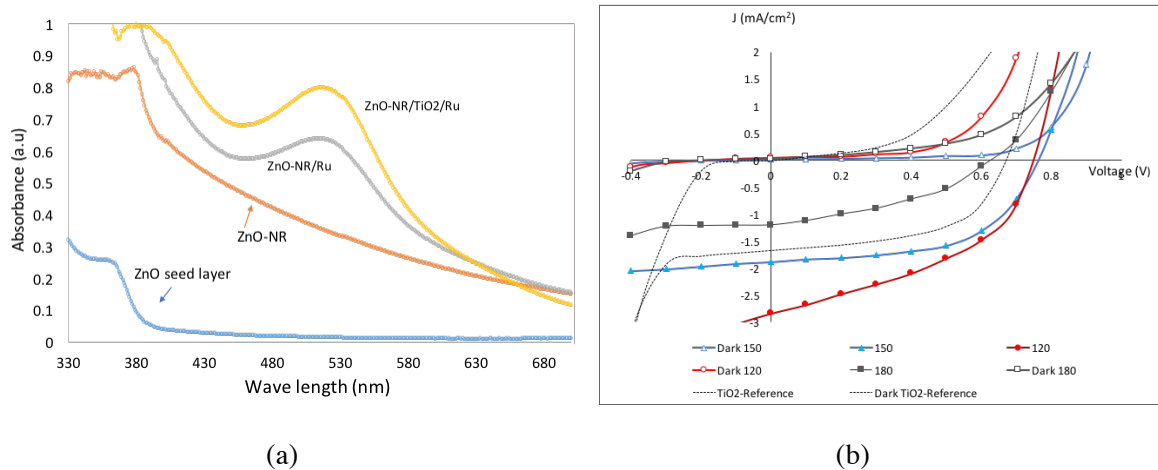 1
0.9
0.8
0.7
0.6
0.5
0.4
0.3
0.2
0.1
0
Absorbance (a.u)
ZnO-NR/TiO2/Ru
ZnO-NR/Ru
ZnO-NR
ZnO seed layer
330 380 430 480 530 580 630 680
Wave length (nm)
(a)
J (mA/cm²)
2
1.5
1
0.5
0
-0.5
-1
-1.5
-2
-2.5
-3
-0.4 -0.2 0 0.2 0.4 0.6 0.8 1
Voltage (V)
Dark 150 150 120
Dark 120 180 Dark 180
TiO2-Reference Dark TiO2-Reference
(b)